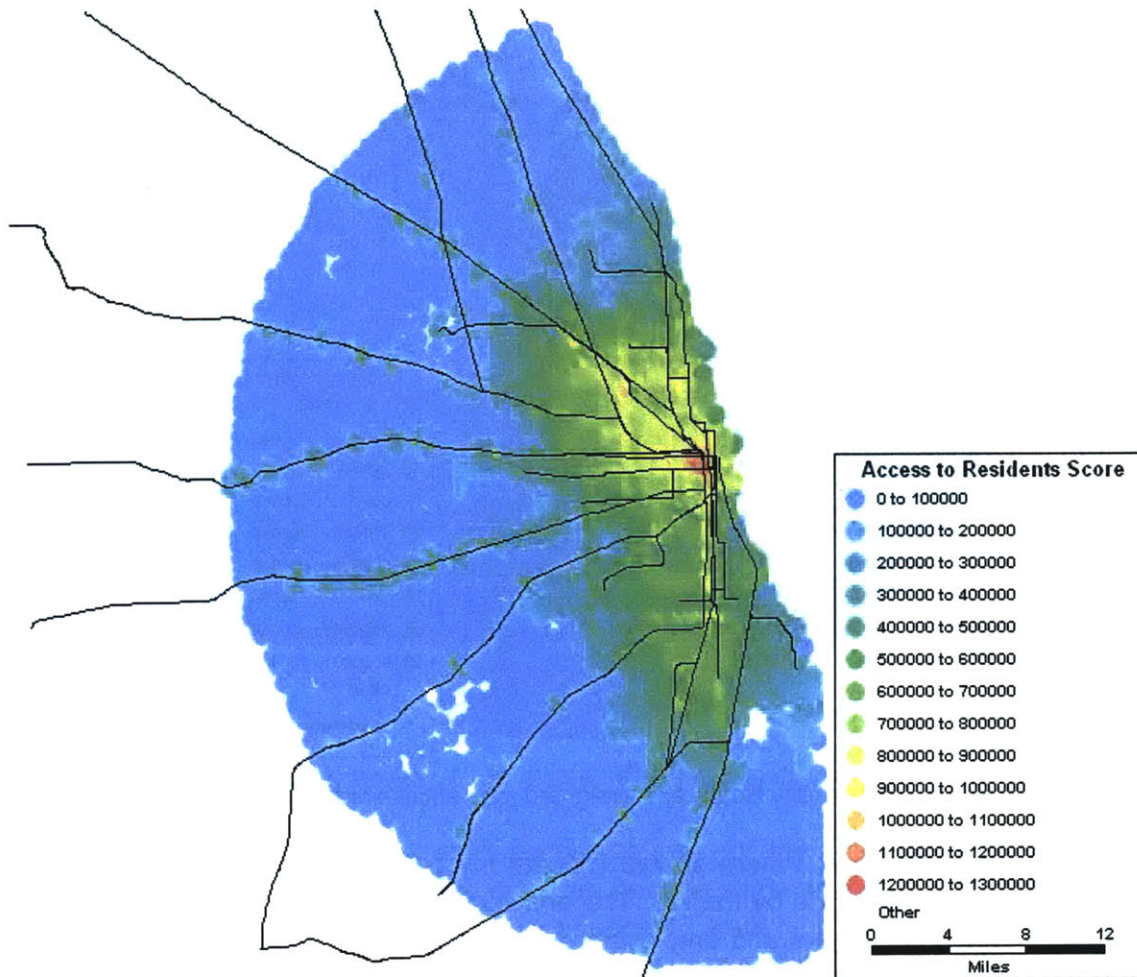 Access to Residents Score
0 to 100000
100000 to 200000
200000 to 300000
300000 to 400000
400000 to 500000
500000 to 600000
600000 to 700000
700000 to 800000
800000 to 900000
900000 to 1000000
1000000 to 1100000
1100000 to 1200000
1200000 to 1300000
Other
0 4 8 12
Miles